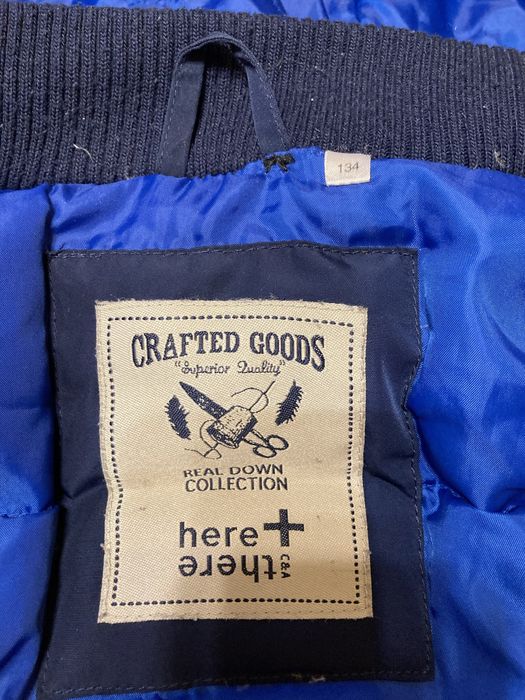 134
CRAFTED GOODS
"Superior Quality"
REAL DOWN
COLLECTION
here+
there
C&A